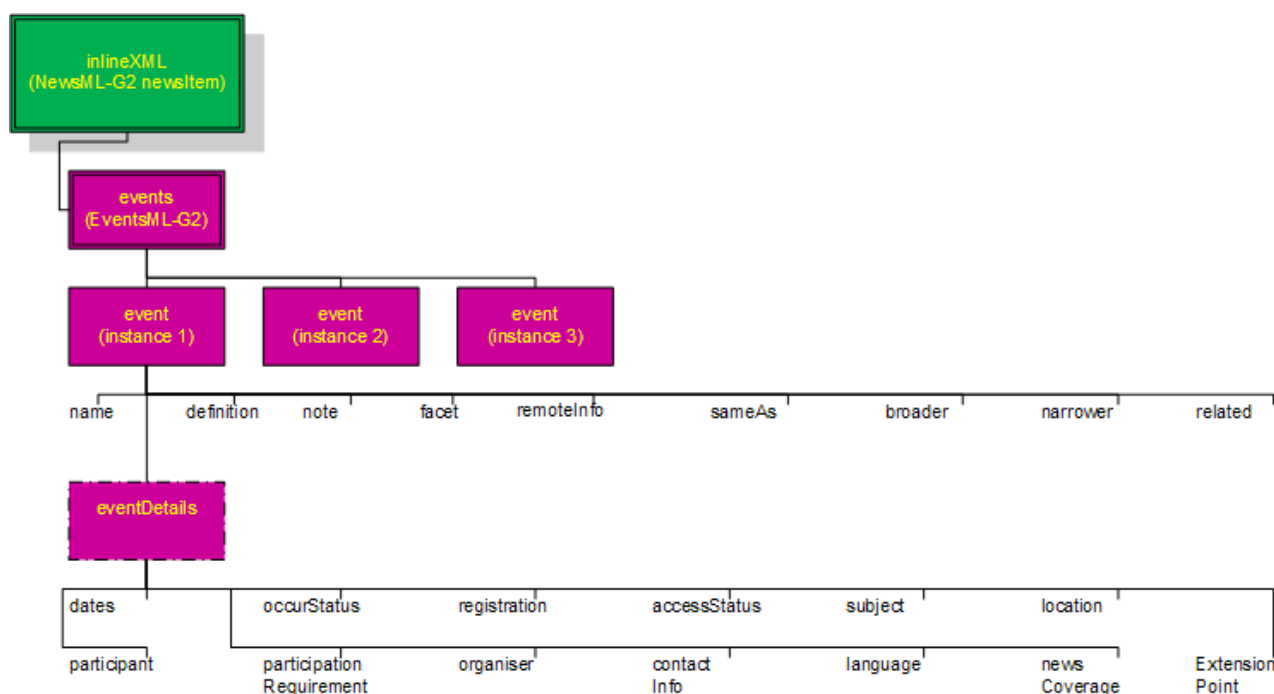 inlineXML
(NewsML-G2 newsItem)
events
(EventsML-G2)
event
(instance 1)
event
(instance 2)
event
(instance 3)
name definition note facet remoteInfo sameAs broader narrower related
eventDetails
dates occurStatus registration accessStatus subject location
participant participation organiser contact language news Extension
Requirement Info Coverage Point